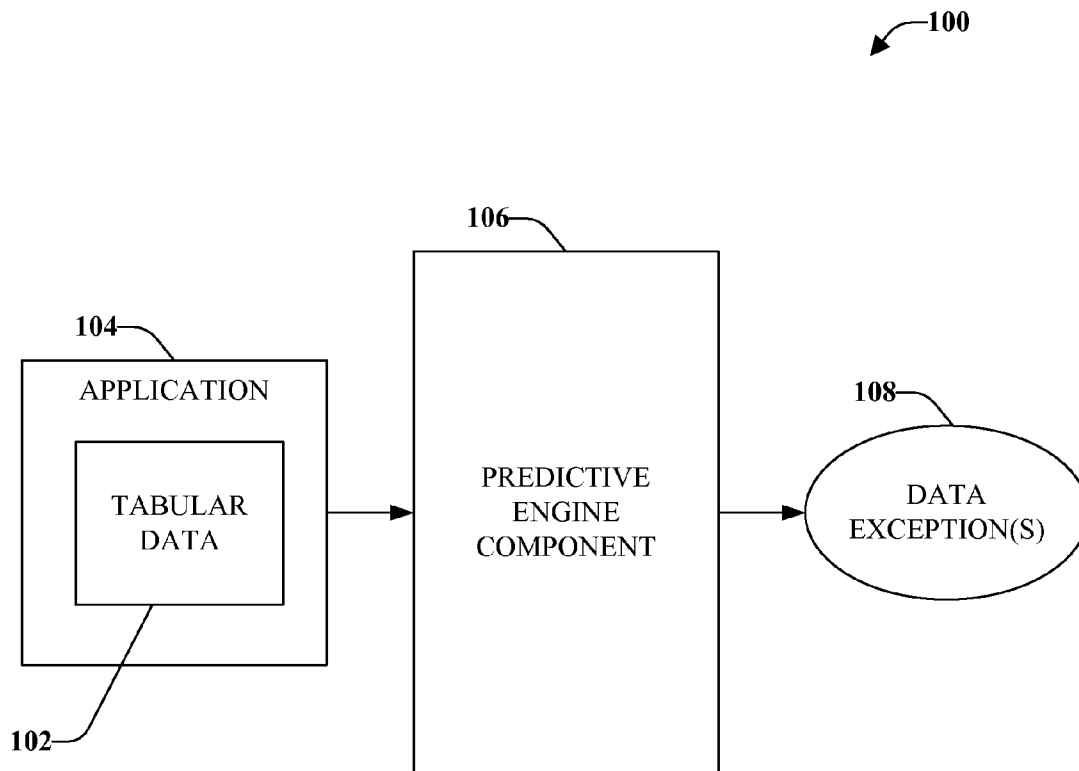 100
106
104
APPLICATION
108
TABULAR
DATA
PREDICTIVE
ENGINE
COMPONENT
DATA
EXCEPTION(S)
102